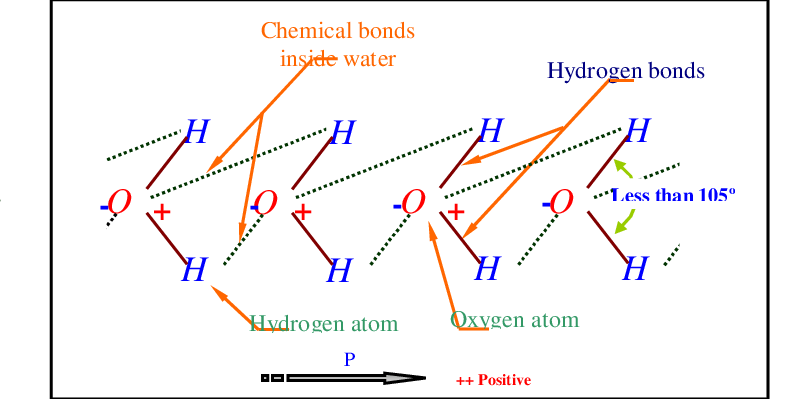 Chemical bonds
inside water
Hydrogen bonds
H H H H
-O + -O + -O + -O Less than 105º
H H H H
Hydrogen atom Oxygen atom
P
++ Positive